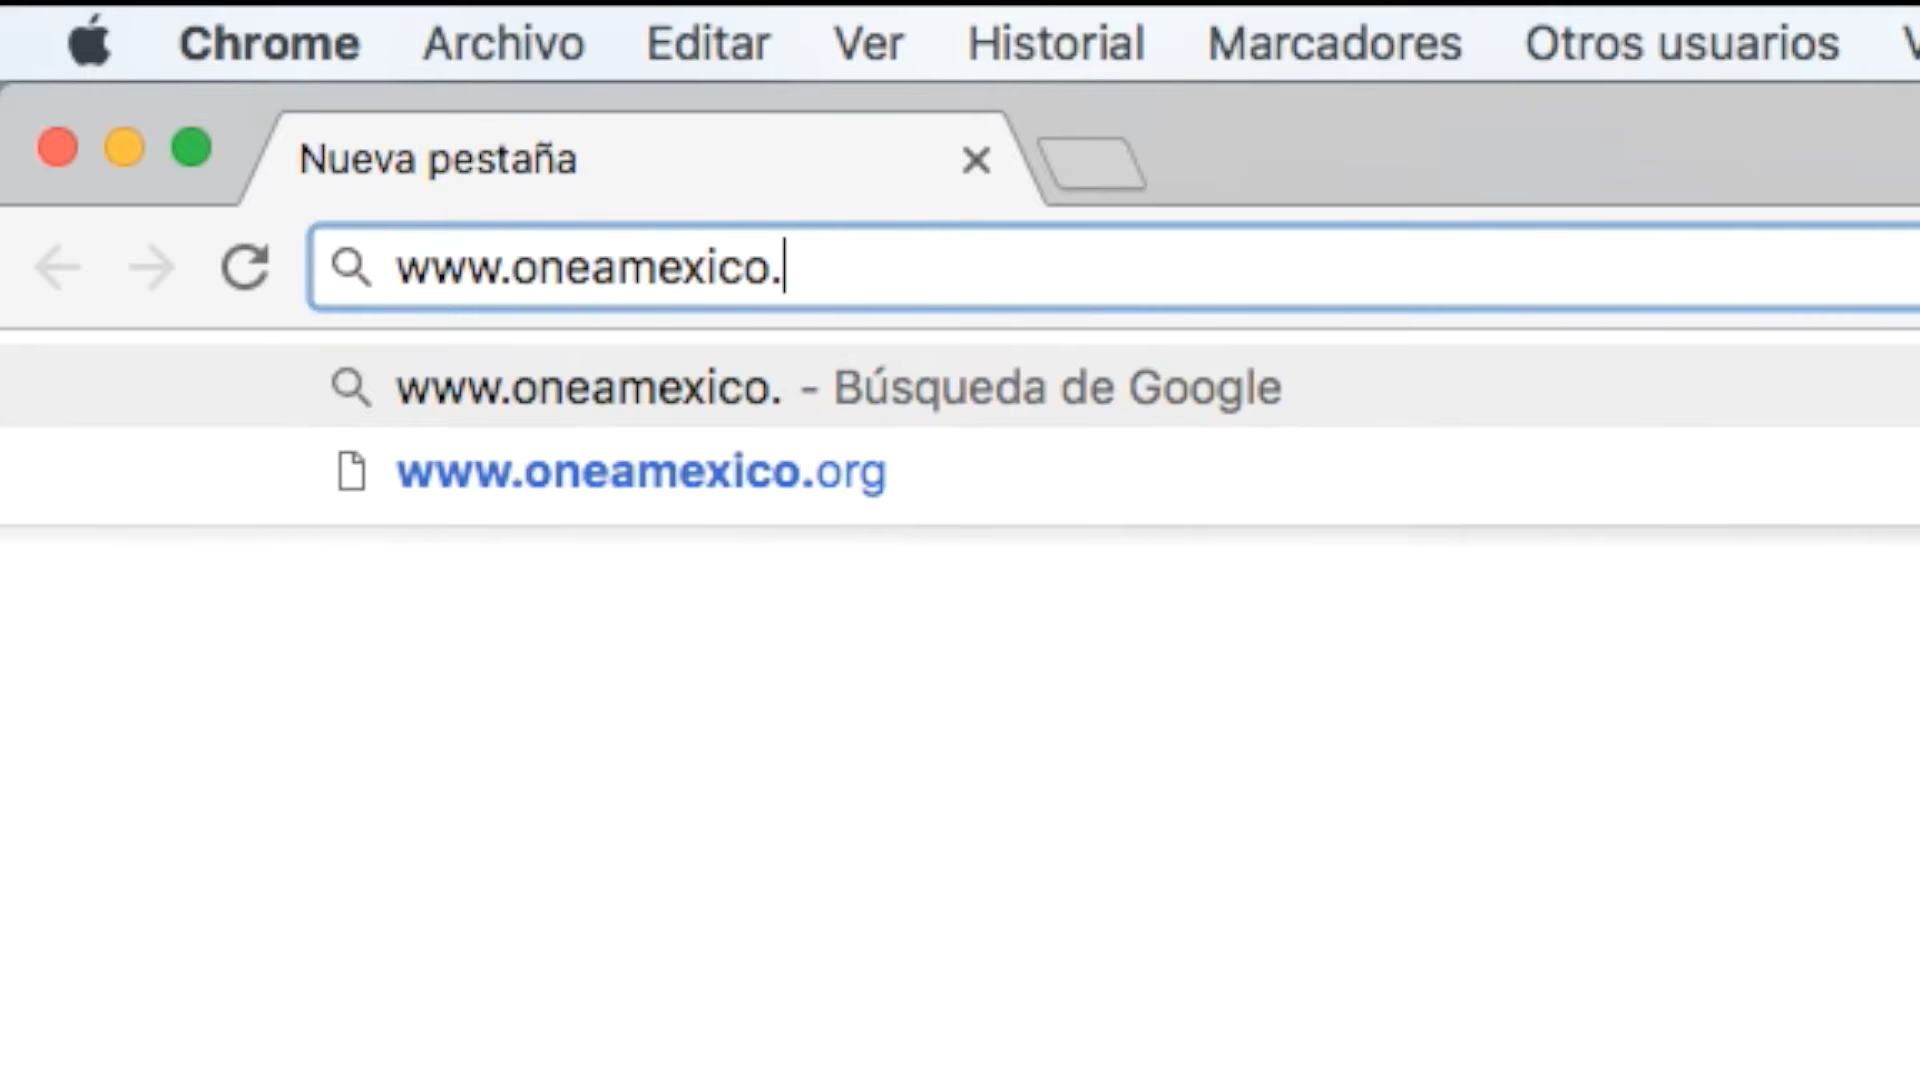 Chrome Archivo Editar Ver Historial Marcadores Otros usuarios
Nueva pestaña
www.oneamexico.
www.oneamexico. - Búsqueda de Google
www.oneamexico.org